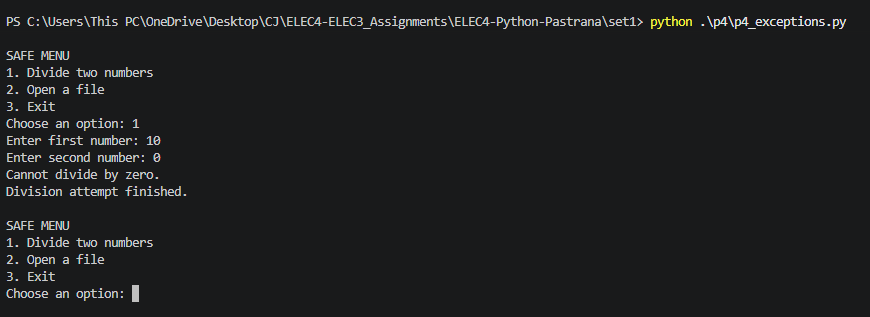 PS C:\Users\This PC\OneDrive\Desktop\CJ\ELEC4-ELEC3_Assignments\ELEC4-Python-Pastrana\set1> python .\p4\p4_exceptions.py
SAFE MENU
1. Divide two numbers
2. Open a file
3. Exit
Choose an option: 1
Enter first number: 10
Enter second number: 0
Cannot divide by zero.
Division attempt finished.
SAFE MENU
1. Divide two numbers
2. Open a file
3. Exit
Choose an option: